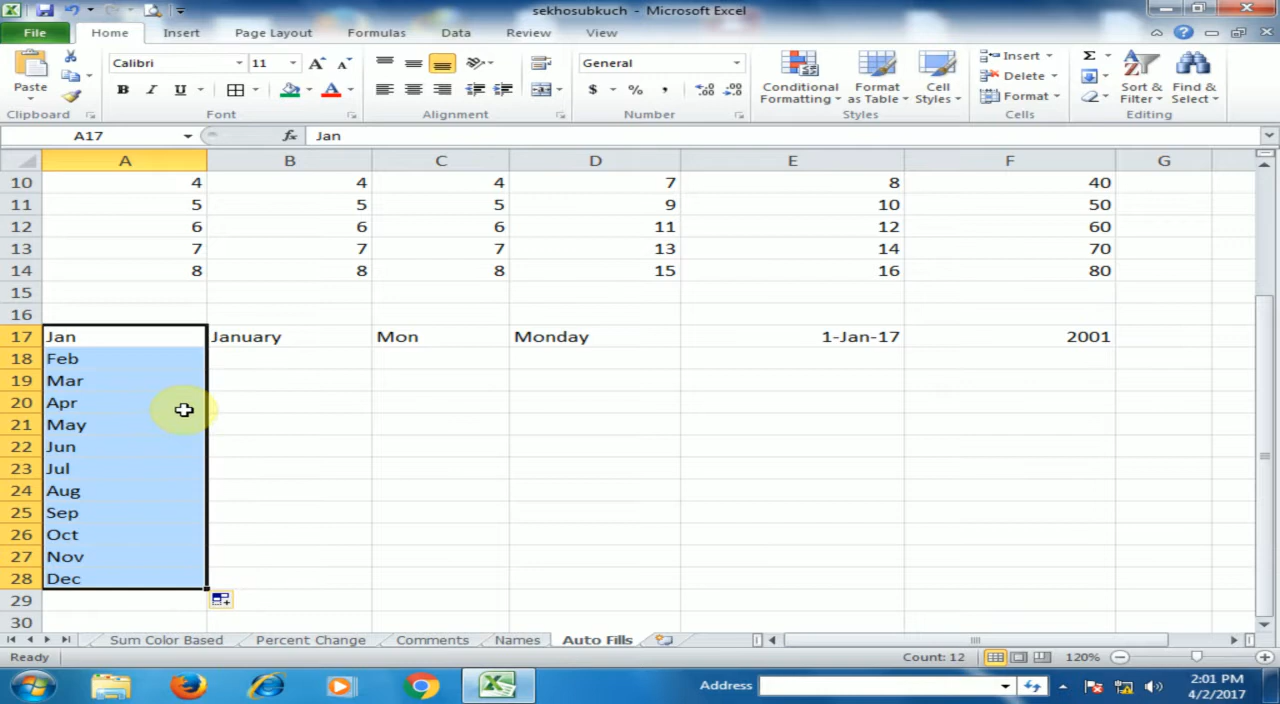 sekhosubkuch - Microsoft Excel
File Home Insert Page Layout Formulas Data Review View
Paste
Clipboard
Calibri 11
B I U A
Font
Alignment
General
$ % ,
Number
Conditional Formatting
Format as Table
Cell Styles
Styles
Insert
Delete
Format
Cells
Σ
Sort & Filter
Find & Select
Editing
A17 fx Jan
A B C D E F G
10 4 4 4 7 8 40
11 5 5 5 9 10 50
12 6 6 6 11 12 60
13 7 7 7 13 14 70
14 8 8 8 15 16 80
15
16
17 Jan January Mon Monday 1-Jan-17 2001
18 Feb
19 Mar
20 Apr
21 May
22 Jun
23 Jul
24 Aug
25 Sep
26 Oct
27 Nov
28 Dec
29
30
Sum Color Based Percent Change Comments Names Auto Fills
Ready Count: 12 120%
Address 2:01 PM
4/2/2017